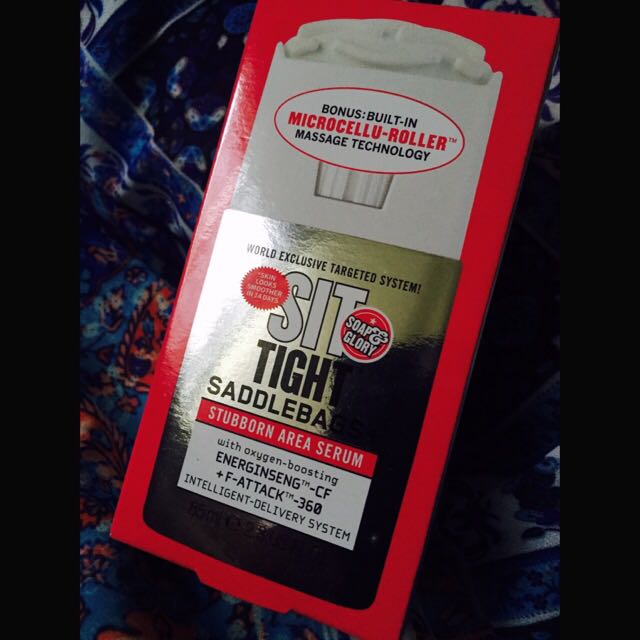 BONUS: BUILT-IN
MICROCELLU-ROLLER™
MASSAGE TECHNOLOGY
WORLD EXCLUSIVE TARGETED SYSTEM!
*SKIN
LOOKS
SMOOTHER
IN 14 DAYS
SIT
SOAP&
GLORY
TIGHT
SADDLEBAGS
STUBBORN AREA SERUM
with oxygen-boosting
ENERGINSENG™-CF
+F-ATTACK™-360
INTELLIGENT-DELIVERY SYSTEM